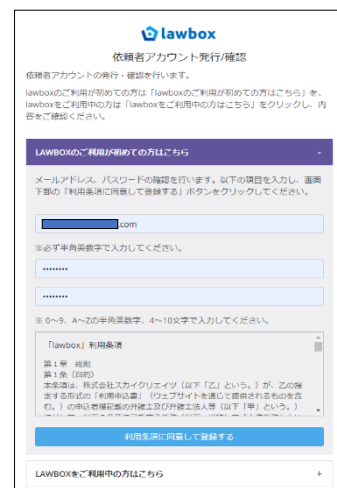 lawbox
依頼者アカウント発行/確認
依頼者アカウントの発行・確認を行います。
lawboxのご利用が初めての方は「lawboxのご利用が初めての方はこちら」を、
lawboxをご利用中の方は「lawboxをご利用中の方はこちら」をクリックし、内
容をご確認ください。
LAWBOXのご利用が初めての方はこちら -
メールアドレス、パスワードの確認を行います。以下の項目を入力し、画面
下部の「利用条項に同意して登録する」ボタンをクリックしてください。
.com
※必ず半角英数字で入力してください。
••••••••
••••••••
※ 0～9、A～Zの半角英数字、4～10文字で入力してください。
「lawbox」利用条項
第1章 総則
第1条（目的）
本条項は、株式会社スカイクリエイツ（以下「乙」という。）が、乙の指
定する形式の「利用申込書」（ウェブサイトを通じて提供されるものを含
む。）の申込者欄記載の弁護士及び弁護士法人等（以下「甲」という。）
利用条項に同意して登録する
LAWBOXをご利用中の方はこちら +